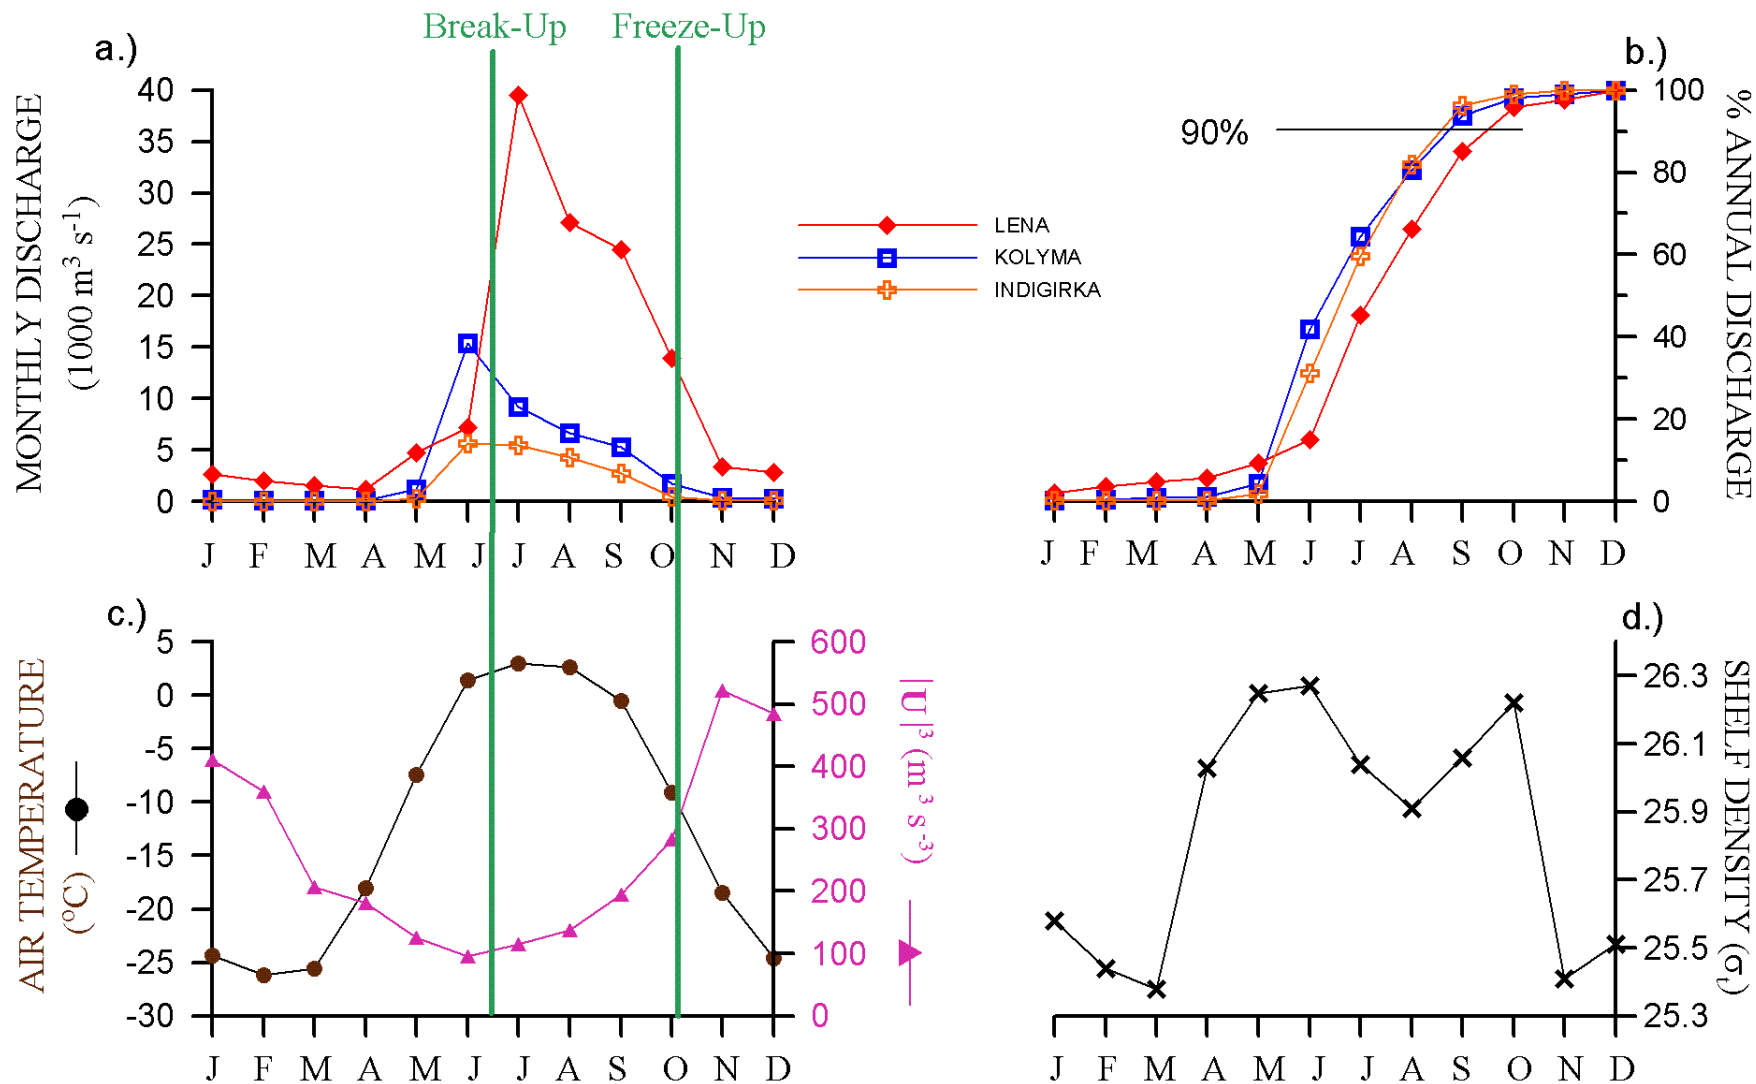 Break-Up Freeze-Up
a.)
b.)
MONTHLY DISCHARGE
(1000 m³ s⁻¹)
40
35
30
25
20
15
10
5
0
J F M A M J J A S O N D
LENA
KOLYMA
INDIGIRKA
90%
100
80
60
40
20
0
% ANNUAL DISCHARGE
J F M A M J J A S O N D
c.)
AIR TEMPERATURE
(°C)
5
0
-5
-10
-15
-20
-25
-30
600
500
400
300
200
100
0
|U|³ (m³ s⁻³)
J F M A M J J A S O N D
d.)
26.3
26.1
25.9
25.7
25.5
25.3
SHELF DENSITY (σₜ)
J F M A M J J A S O N D